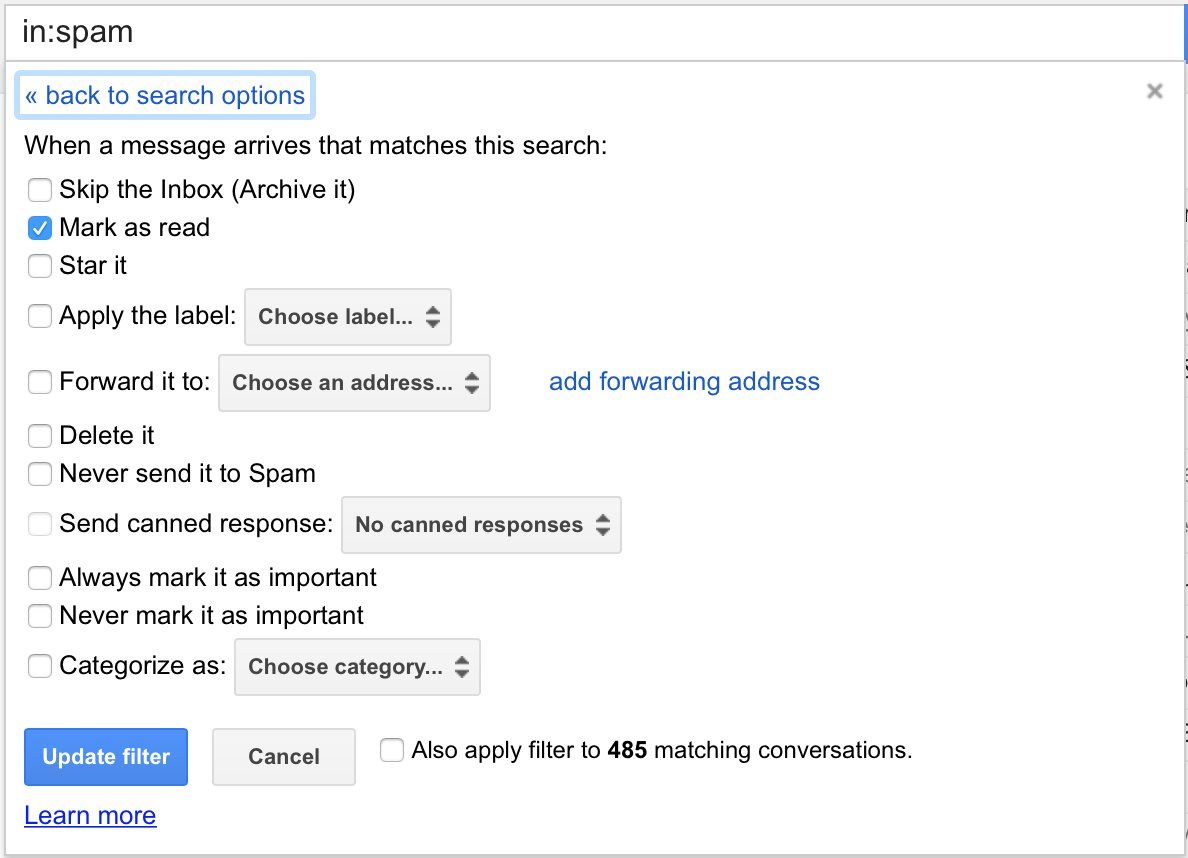 in:spam
« back to search options
When a message arrives that matches this search:
Skip the Inbox (Archive it)
Mark as read
Star it
Apply the label: Choose label...
Forward it to: Choose an address... add forwarding address
Delete it
Never send it to Spam
Send canned response: No canned responses
Always mark it as important
Never mark it as important
Categorize as: Choose category...
Update filter Cancel Also apply filter to 485 matching conversations.
Learn more